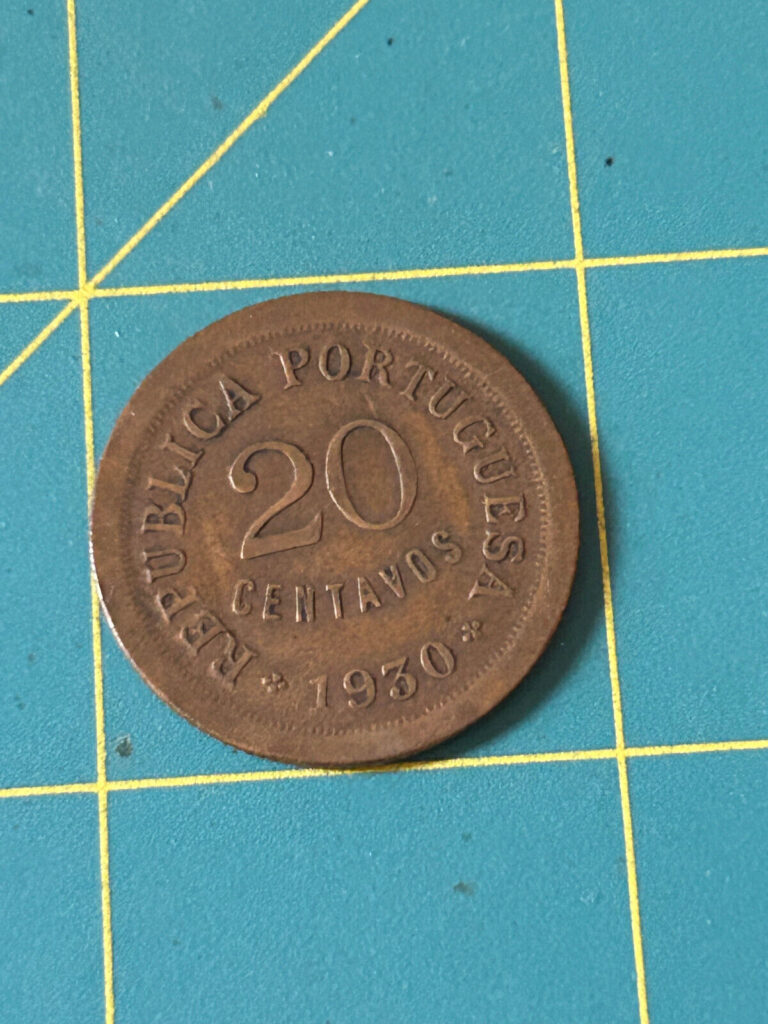 REPUBLICA PORTUGUESA
20
CENTAVOS
* 1930 *